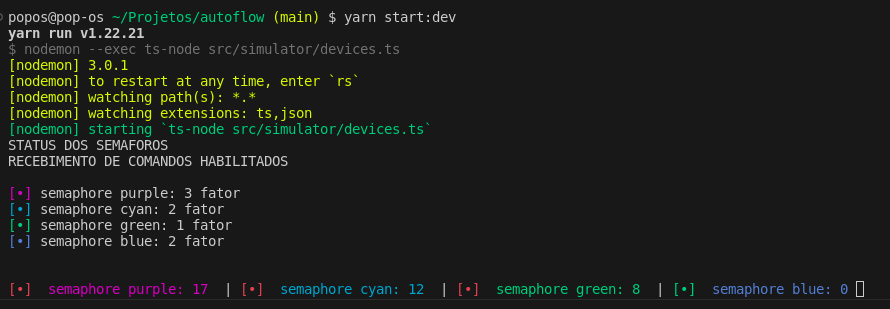 popos@pop-os ~/Projetos/autoflow (main) $ yarn start:dev
yarn run v1.22.21
$ nodemon --exec ts-node src/simulator/devices.ts
[nodemon] 3.0.1
[nodemon] to restart at any time, enter `rs`
[nodemon] watching path(s): *.*
[nodemon] watching extensions: ts,json
[nodemon] starting `ts-node src/simulator/devices.ts`
STATUS DOS SEMAFOROS
RECEBIMENTO DE COMANDOS HABILITADOS
[•] semaphore purple: 3 fator
[•] semaphore cyan: 2 fator
[•] semaphore green: 1 fator
[•] semaphore blue: 2 fator
[•]  semaphore purple: 17  | [•]  semaphore cyan: 12  | [•]  semaphore green: 8  | [•]  semaphore blue: 0